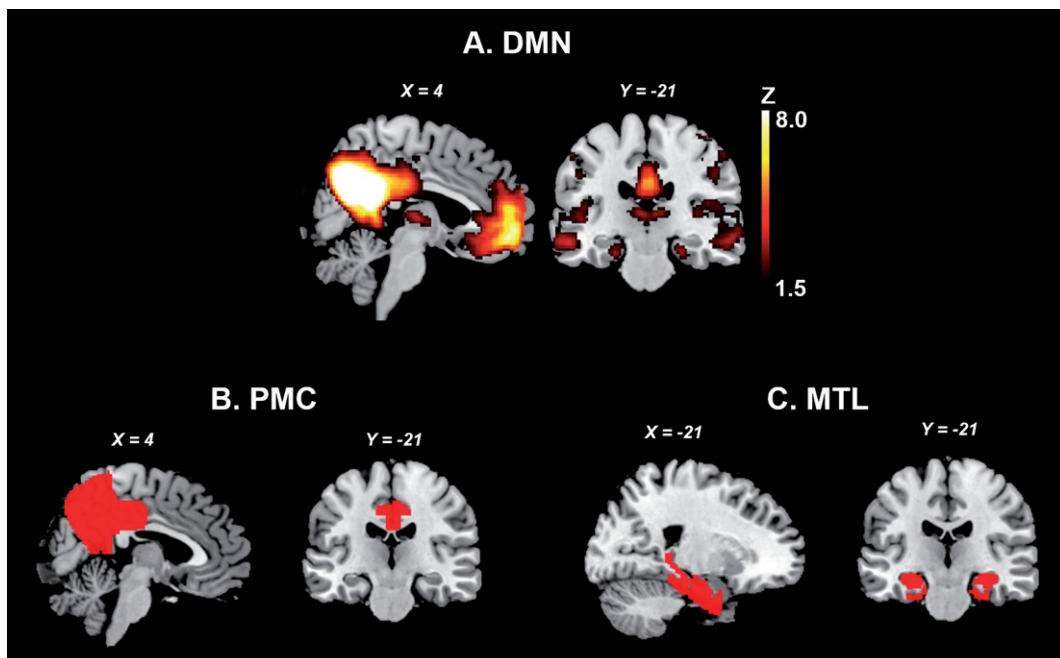 A. DMN
X = 4
Y = -21
Z
8.0
1.5
B. PMC
X = 4
Y = -21
C. MTL
X = -21
Y = -21